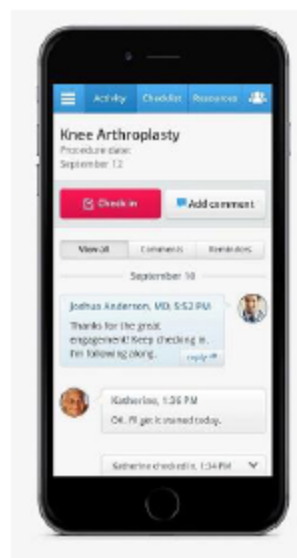 Activity Checklist Resources
Knee Arthroplasty
Procedure date:
September 12
Check in Add comment
View all Comments Reminders
September 10
Joshua Anderson, MD, 5:52 PM
Thanks for the great
engagement! Keep checking in.
I'm following along. reply
Katherine, 1:36 PM
OK. I'll get it started today.
Katherine checked in, 1:34 PM